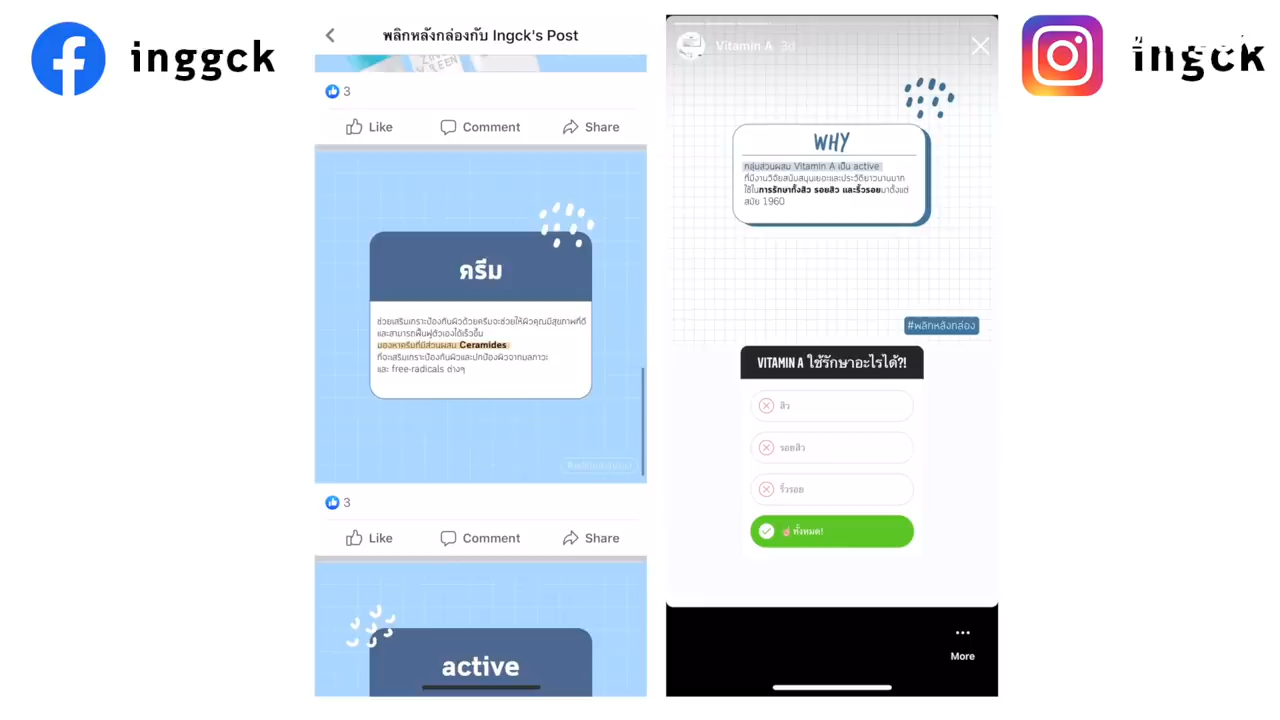 inggck
พลิกหลังกล่องกับ Ingck's Post
3
Like Comment Share
ครีม
ช่วยเสริมเกราะป้องกันผิวด้วยครีมจะช่วยให้ผิวคุณมีสุขภาพที่ดี
และสามารถฟื้นฟูตัวเองได้เร็วขึ้น
มองหาครีมที่มีส่วนผสม Ceramides
ที่จะเสริมเกราะป้องกันผิวและปกป้องผิวจากมลภาวะ
และ free-radicals ต่างๆ
#พลิกหลังกล่อง
3
Like Comment Share
active
Vitamin A 3d
WHY
กลุ่มส่วนผสม Vitamin A เป็น active
ที่มีงานวิจัยสนับสนุนเยอะและประวัติยาวนานมาก
ใช้ในการรักษาทั้งสิว รอยสิว และริ้วรอยมาตั้งแต่
สมัย 1960
#พลิกหลังกล่อง
VITAMIN A ใช้รักษาอะไรได้?!
สิว
รอยสิว
ริ้วรอย
ทั้งหมด!
More
ingck